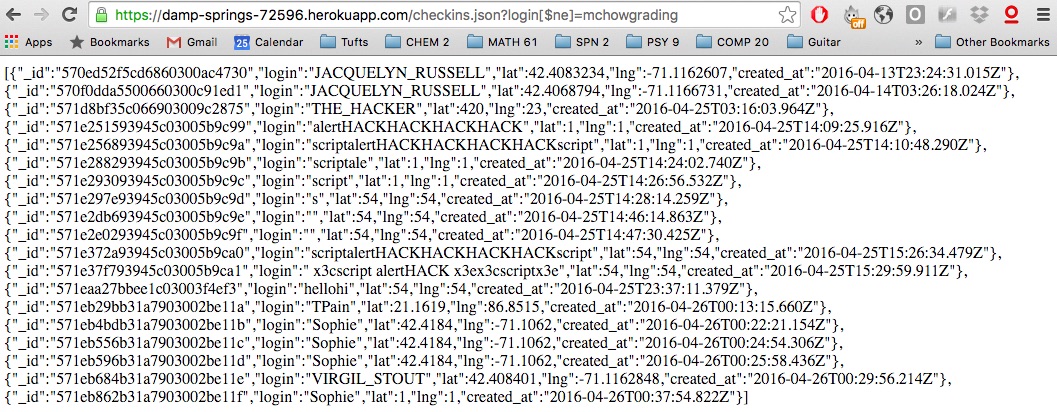 https://damp-springs-72596.herokuapp.com/checkins.json?login[$ne]=mchowgrading
Apps Bookmarks Gmail 25 Calendar Tufts CHEM 2 MATH 61 SPN 2 PSY 9 COMP 20 Guitar » Other Bookmarks
off
[{"_id":"570ed52f5cd6860300ac4730","login":"JACQUELYN_RUSSELL","lat":42.4083234,"lng":-71.1162607,"created_at":"2016-04-13T23:24:31.015Z"},
{"_id":"570f0dda5500660300c91ed1","login":"JACQUELYN_RUSSELL","lat":42.4068794,"lng":-71.1166731,"created_at":"2016-04-14T03:26:18.024Z"},
{"_id":"571d8bf35c066903009c2875","login":"THE_HACKER","lat":420,"lng":23,"created_at":"2016-04-25T03:16:03.964Z"},
{"_id":"571e251593945c03005b9c99","login":"alertHACKHACKHACKHACK","lat":1,"lng":1,"created_at":"2016-04-25T14:09:25.916Z"},
{"_id":"571e256893945c03005b9c9a","login":"scriptalertHACKHACKHACKHACKscript","lat":1,"lng":1,"created_at":"2016-04-25T14:10:48.290Z"},
{"_id":"571e288293945c03005b9c9b","login":"scriptale","lat":1,"lng":1,"created_at":"2016-04-25T14:24:02.740Z"},
{"_id":"571e293093945c03005b9c9c","login":"script","lat":1,"lng":1,"created_at":"2016-04-25T14:26:56.532Z"},
{"_id":"571e297e93945c03005b9c9d","login":"s","lat":54,"lng":54,"created_at":"2016-04-25T14:28:14.259Z"},
{"_id":"571e2db693945c03005b9c9e","login":"","lat":54,"lng":54,"created_at":"2016-04-25T14:46:14.863Z"},
{"_id":"571e2e0293945c03005b9c9f","login":"","lat":54,"lng":54,"created_at":"2016-04-25T14:47:30.425Z"},
{"_id":"571e372a93945c03005b9ca0","login":"scriptalertHACKHACKHACKHACKscript","lat":54,"lng":54,"created_at":"2016-04-25T15:26:34.479Z"},
{"_id":"571e37f793945c03005b9ca1","login":" x3cscript alertHACK x3ex3cscriptx3e","lat":54,"lng":54,"created_at":"2016-04-25T15:29:59.911Z"},
{"_id":"571eaa27bbee1c03003f4ef3","login":"hellohi","lat":54,"lng":54,"created_at":"2016-04-25T23:37:11.379Z"},
{"_id":"571eb29bb31a7903002be11a","login":"TPain","lat":21.1619,"lng":86.8515,"created_at":"2016-04-26T00:13:15.660Z"},
{"_id":"571eb4bdb31a7903002be11b","login":"Sophie","lat":42.4184,"lng":-71.1062,"created_at":"2016-04-26T00:22:21.154Z"},
{"_id":"571eb556b31a7903002be11c","login":"Sophie","lat":42.4184,"lng":-71.1062,"created_at":"2016-04-26T00:24:54.306Z"},
{"_id":"571eb596b31a7903002be11d","login":"Sophie","lat":42.4184,"lng":-71.1062,"created_at":"2016-04-26T00:25:58.436Z"},
{"_id":"571eb684b31a7903002be11e","login":"VIRGIL_STOUT","lat":42.408401,"lng":-71.1162848,"created_at":"2016-04-26T00:29:56.214Z"},
{"_id":"571eb862b31a7903002be11f","login":"Sophie","lat":1,"lng":1,"created_at":"2016-04-26T00:37:54.822Z"}]